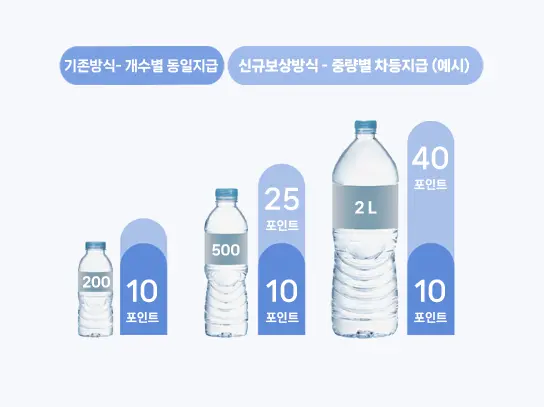 기존방식- 개수별 동일지급
신규보상방식 - 중량별 차등지급 (예시)
200
10
포인트
500
25
포인트
10
포인트
2 L
40
포인트
10
포인트